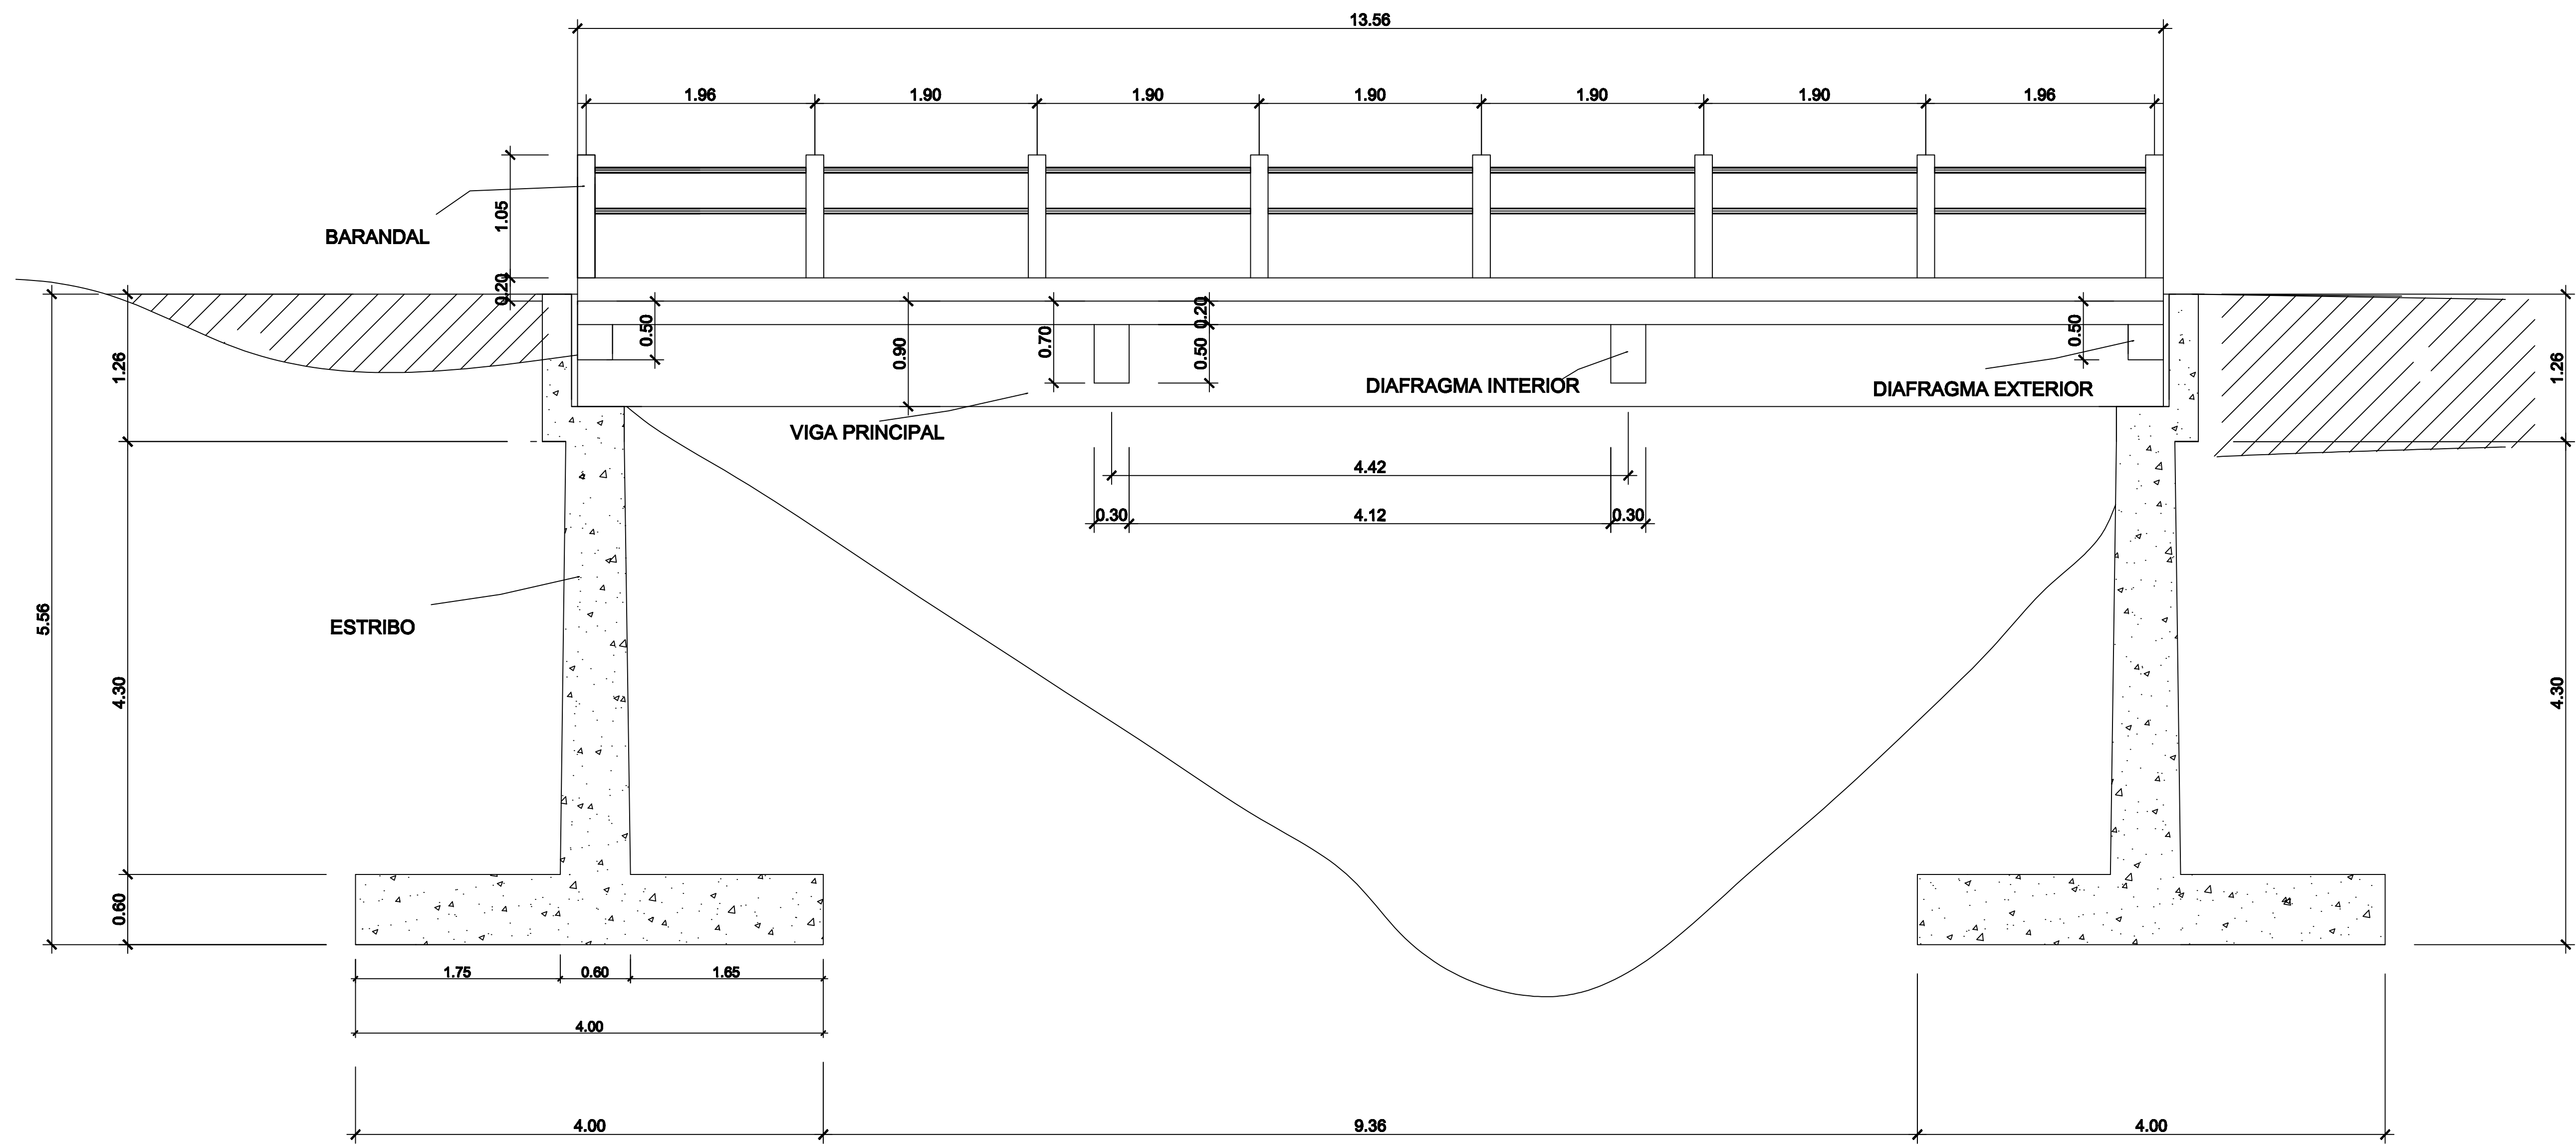 13.56
1.96 1.90 1.90 1.90 1.90 1.90 1.96
1.05
BARANDAL
0.20
0.50
0.90
0.70
0.20
0.50
0.50
1.26
1.26
DIAFRAGMA INTERIOR
DIAFRAGMA EXTERIOR
VIGA PRINCIPAL
4.42
0.30 4.12 0.30
5.56
ESTRIBO
4.30
4.30
0.60
1.75 0.60 1.65
4.00
4.00 9.36 4.00